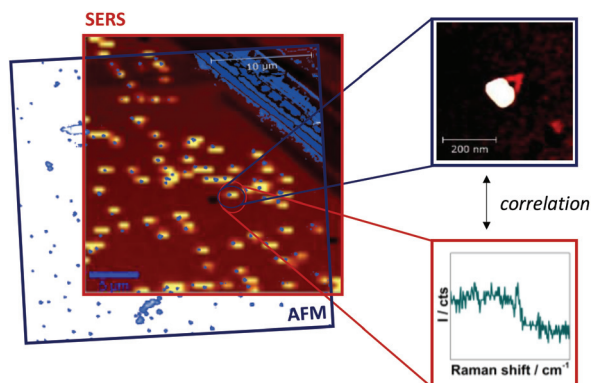 SERS
10 μm
200 nm
correlation
AFM
I / cts
Raman shift / cm⁻¹